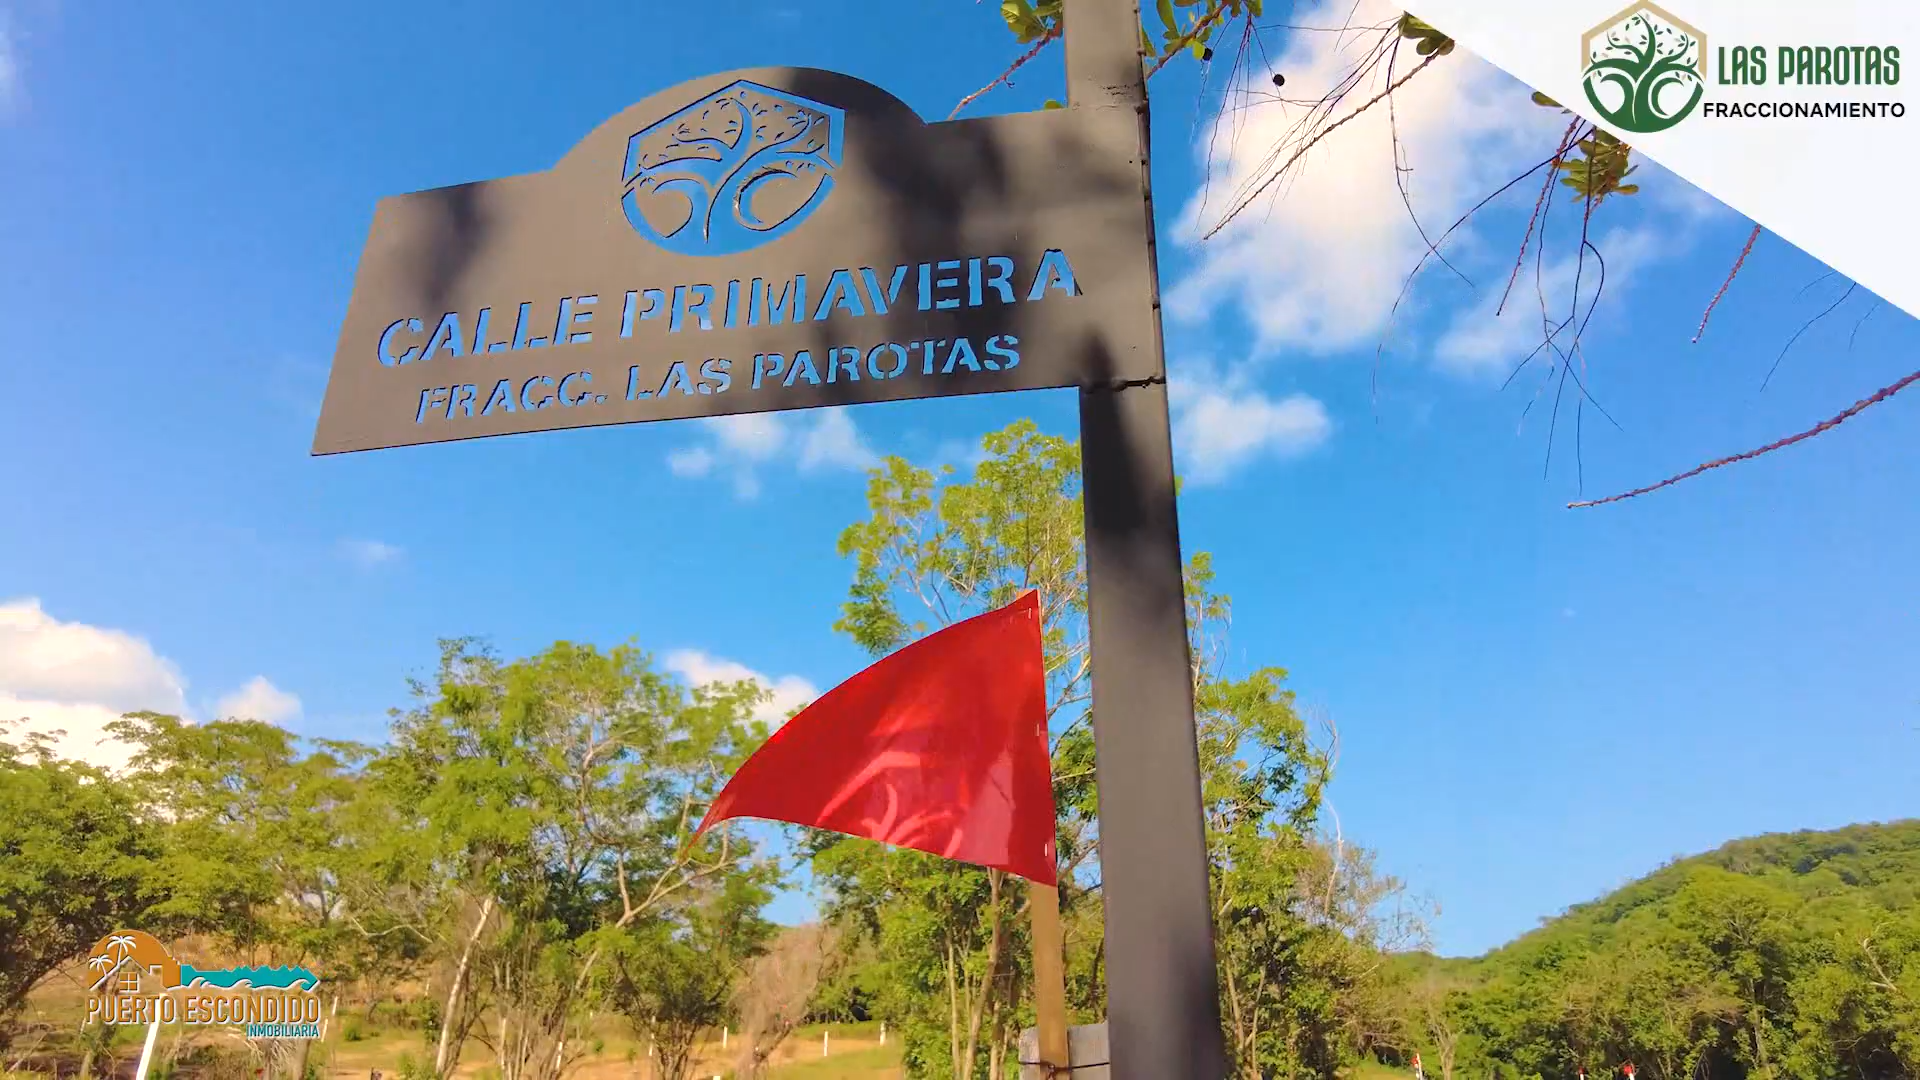 LAS PAROTAS
FRACCIONAMIENTO
CALLE PRIMAVERA
FRACC. LAS PAROTAS
PUERTO ESCONDIDO
INMOBILIARIA